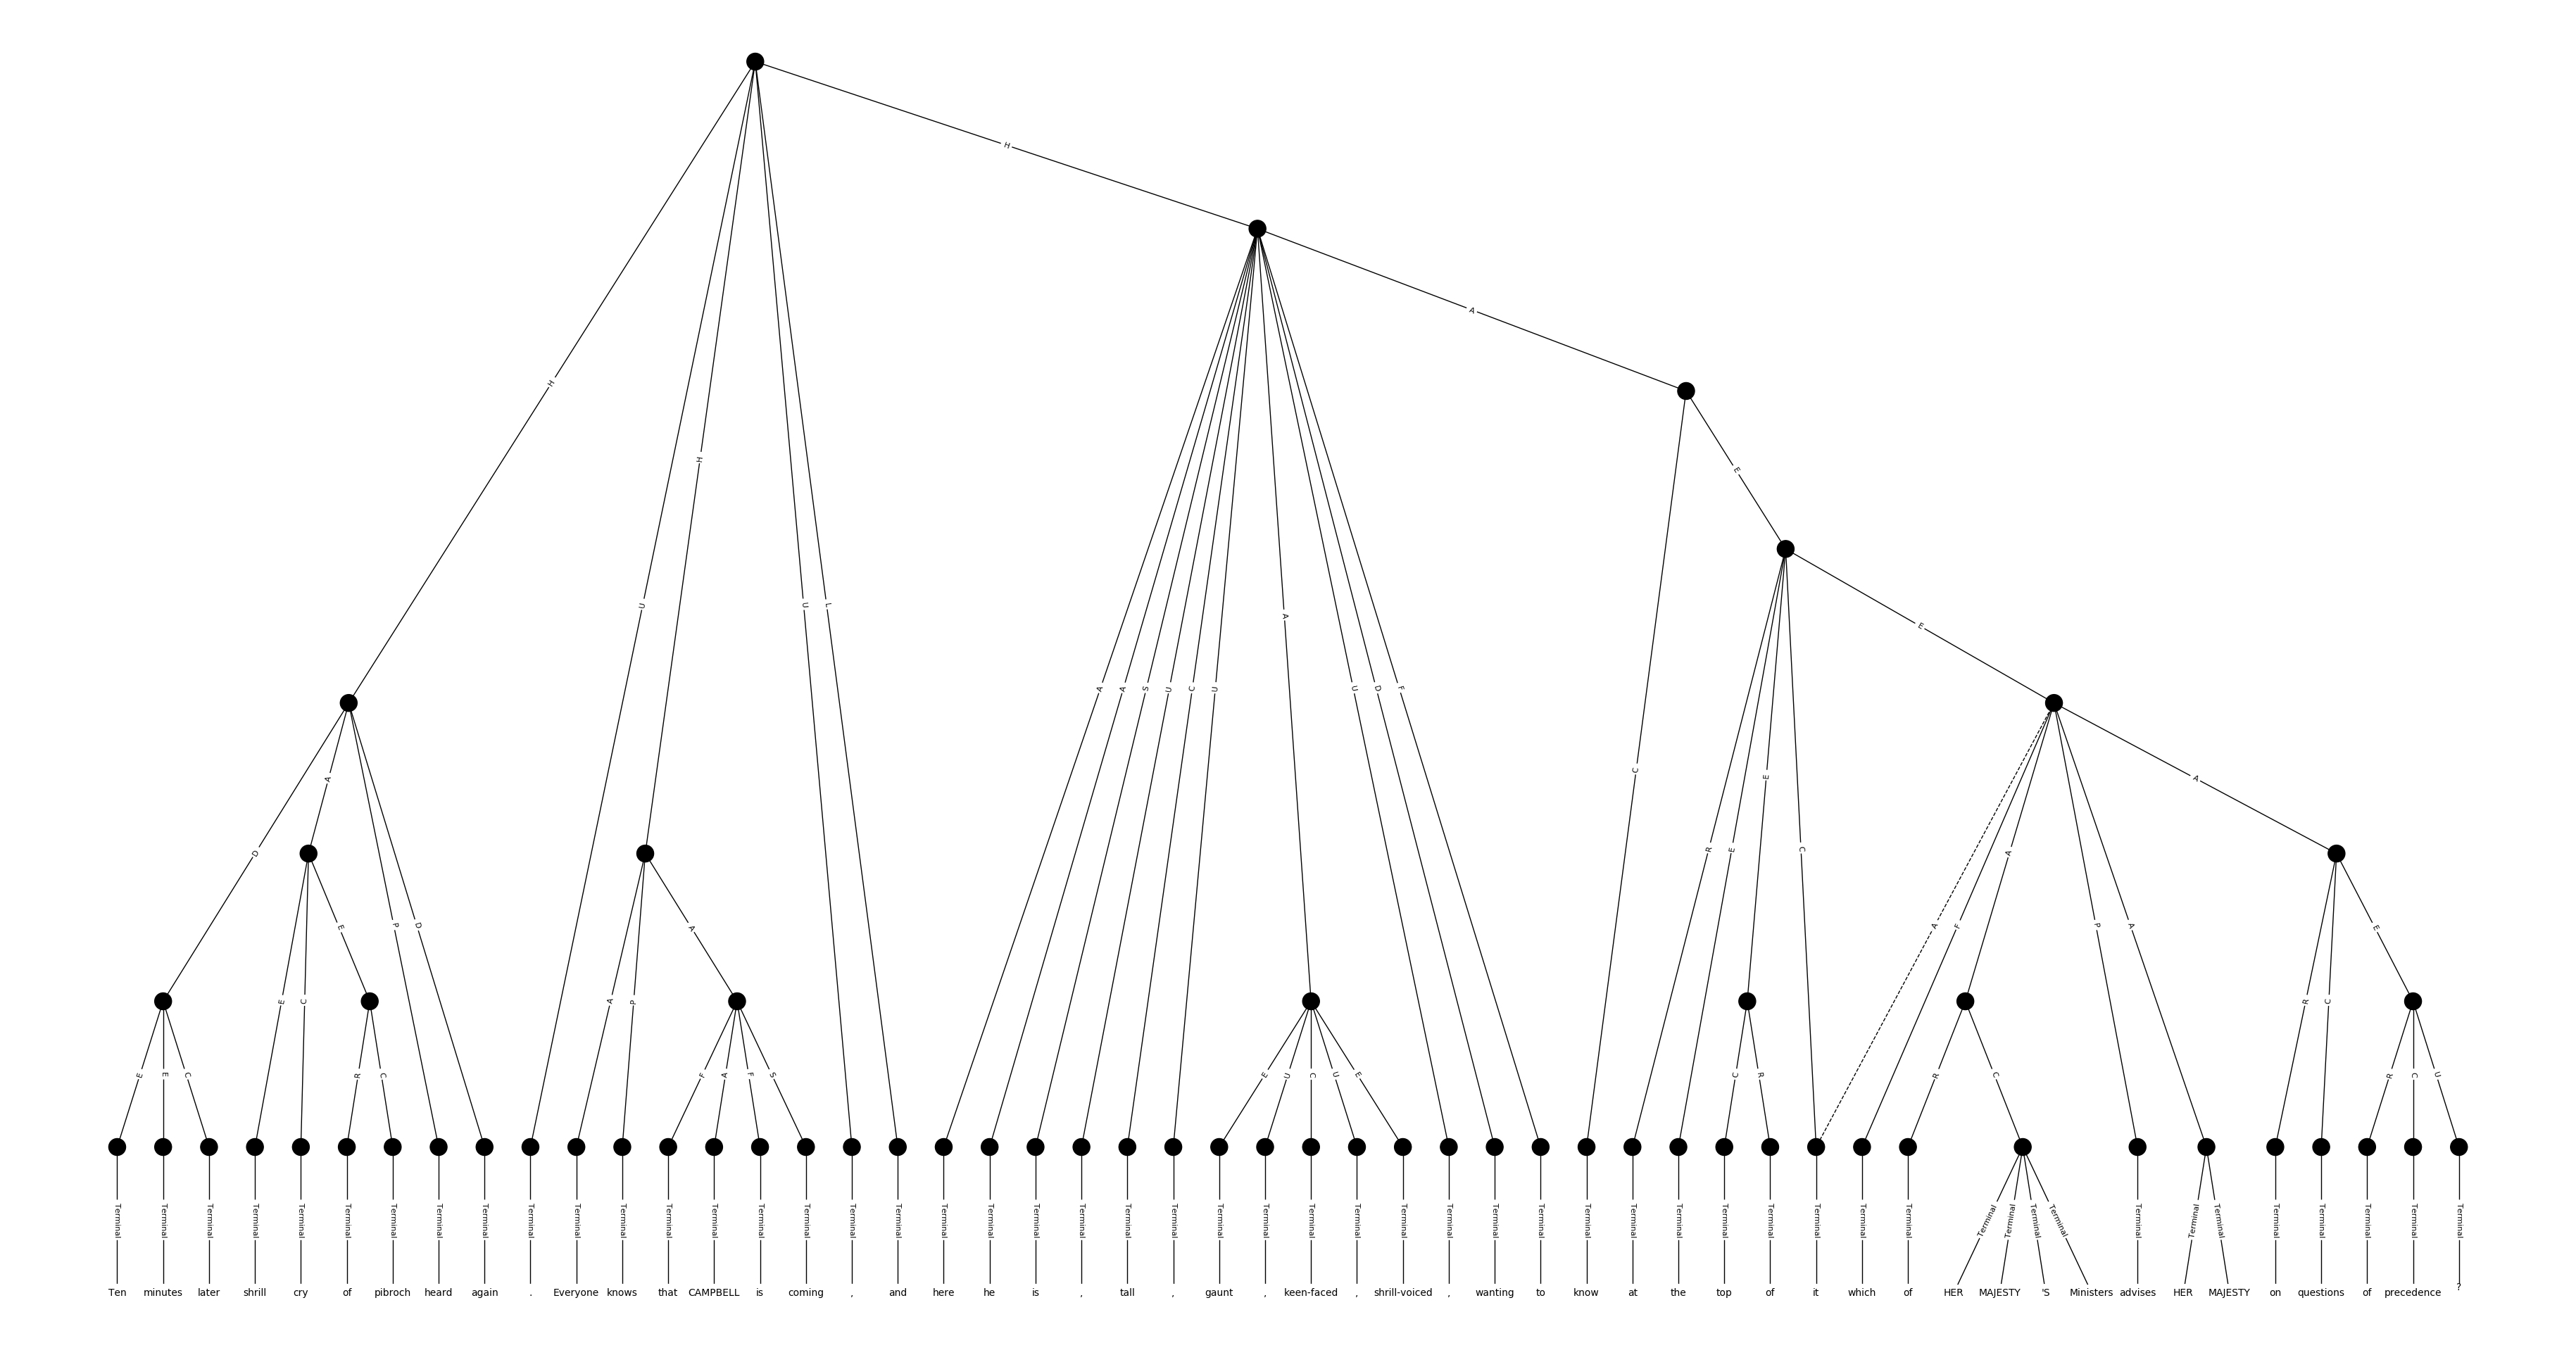 H
A
H
E
H
U
U
L
E
A
A
A
S
U
C
U
U
D
F
C
A
A
E
R
E
C
D
A
A
F
P
A
P
D
E
A
E
E
C
A
P
R
C
E
E
C
R
C
F
A
F
S
E
U
C
U
E
C
R
R
C
R
C
U
Terminal Terminal Terminal Terminal Terminal Terminal Terminal Terminal Terminal Terminal Terminal Terminal Terminal Terminal Terminal Terminal Terminal Terminal Terminal Terminal Terminal Terminal Terminal Terminal Terminal Terminal Terminal Terminal Terminal Terminal Terminal Terminal Terminal Terminal Terminal Terminal Terminal Terminal Terminal Terminal Terminal Terminal Terminal Terminal Terminal Terminal Terminal Terminal Terminal Terminal Terminal Terminal
Ten minutes later shrill cry of pibroch heard again . Everyone knows that CAMPBELL is coming , and here he is , tall , gaunt , keen-faced , shrill-voiced , wanting to know at the top of it which of HER MAJESTY 'S Ministers advises HER MAJESTY on questions of precedence ?